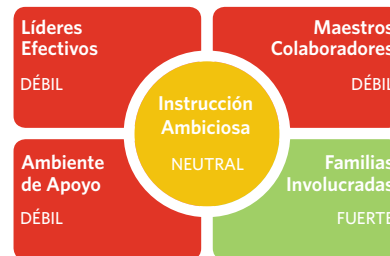 Líderes
Efectivos
DÉBIL
Maestros
Colaboradores
DÉBIL
Instrucción
Ambiciosa
NEUTRAL
Ambiente
de Apoyo
DÉBIL
Familias
Involucradas
FUERTE